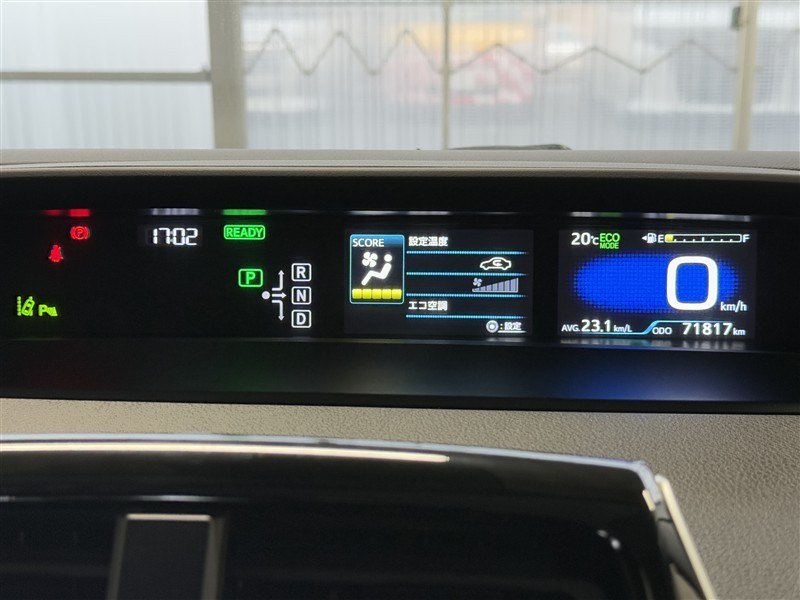 (P)
17:02
READY
P
R
N
D
P
SCORE
設定温度
エコ空調
:設定
20℃
ECO
MODE
E
F
0
km/h
AVG. 23.1 km/L
ODO 71817 km